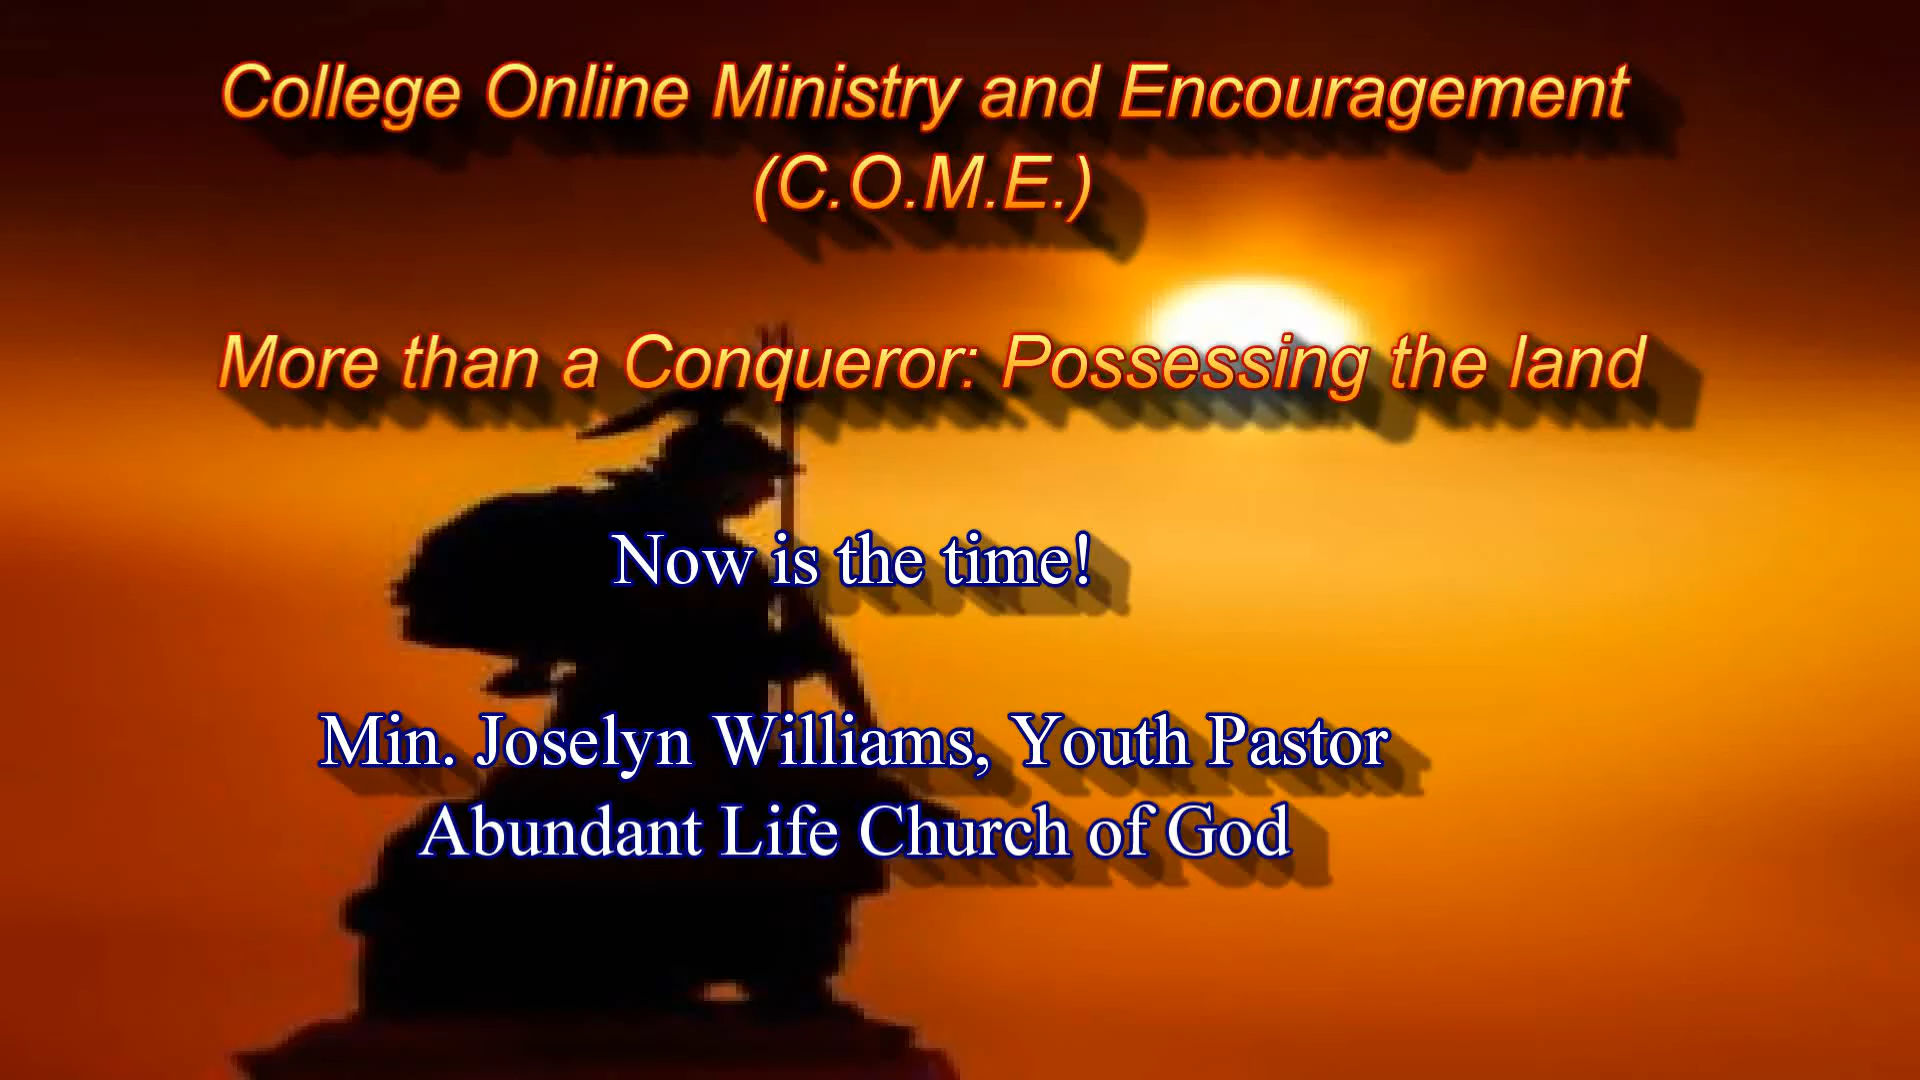 College Online Ministry and Encouragement
(C.O.M.E.)
More than a Conqueror: Possessing the land
Now is the time!
Min. Joselyn Williams, Youth Pastor
Abundant Life Church of God